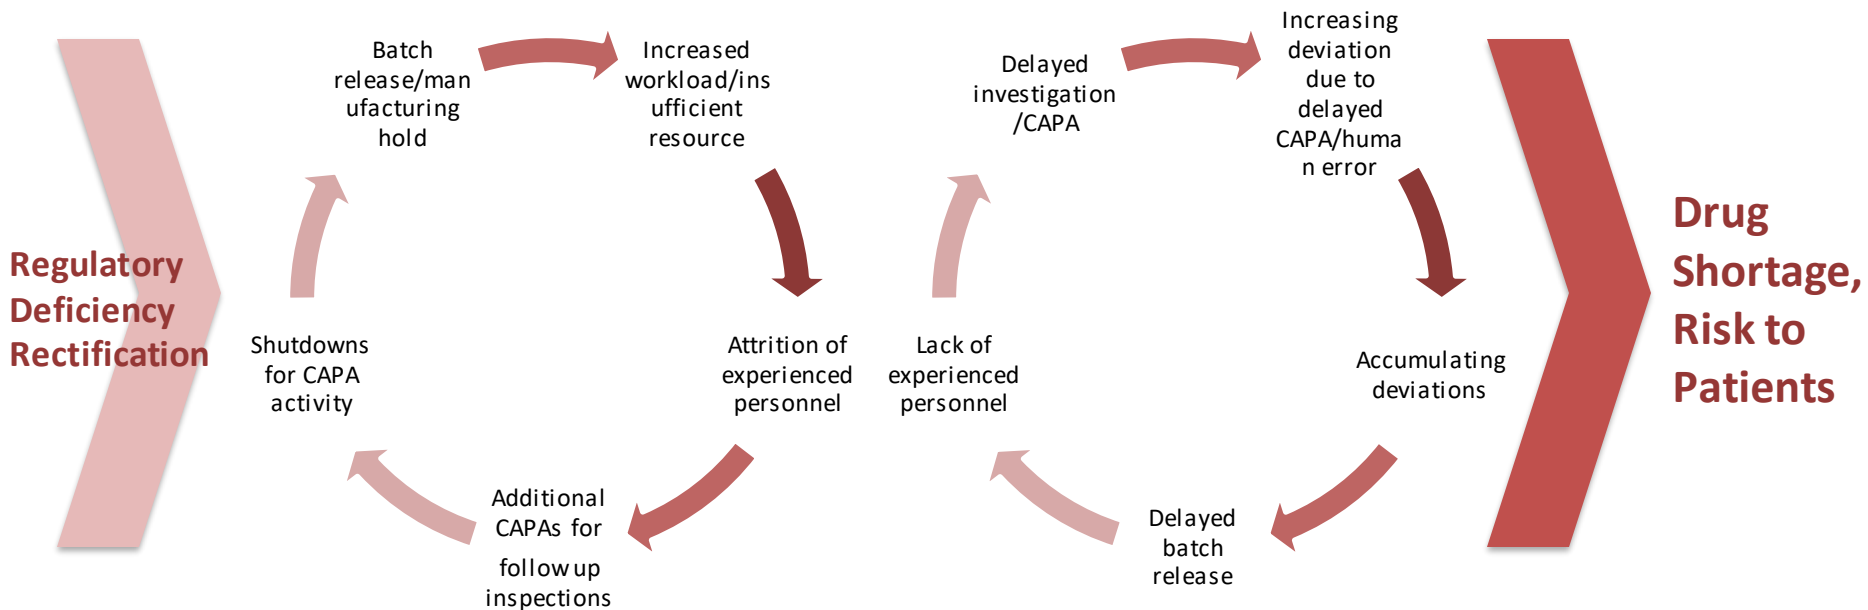 Regulatory
Deficiency
Rectification
Batch
release/man
ufacturing
hold
Increased
workload/ins
ufficient
resource
Attrition of
experienced
personnel
Additional
CAPAs for
follow up
inspections
Shutdowns
for CAPA
activity
Delayed
investigation
/CAPA
Increasing
deviation
due to
delayed
CAPA/huma
n error
Accumulating
deviations
Delayed
batch
release
Lack of
experienced
personnel
Drug
Shortage,
Risk to
Patients